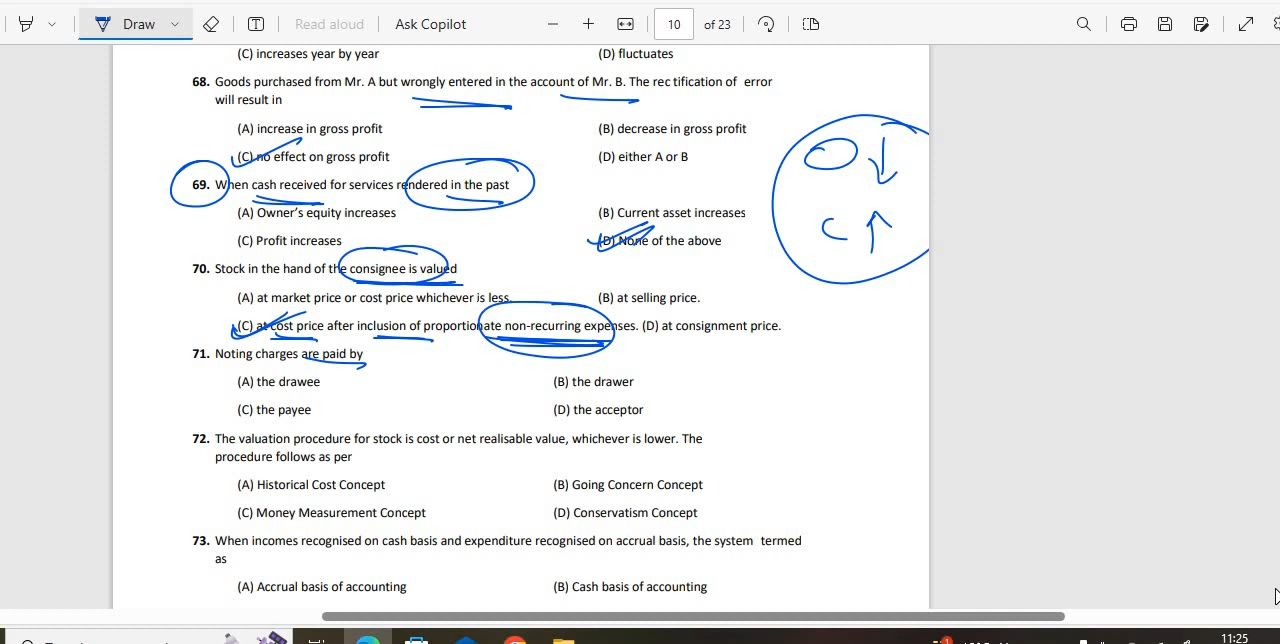 Draw
Read aloud
Ask Copilot
10 of 23
(C) increases year by year (D) fluctuates
68. Goods purchased from Mr. A but wrongly entered in the account of Mr. B. The rec tification of error
will result in
(A) increase in gross profit (B) decrease in gross profit
(C) no effect on gross profit (D) either A or B
69. When cash received for services rendered in the past
(A) Owner's equity increases (B) Current asset increases
(C) Profit increases (D) None of the above
70. Stock in the hand of the consignee is valued
(A) at market price or cost price whichever is less. (B) at selling price.
(C) at cost price after inclusion of proportionate non-recurring expenses. (D) at consignment price.
71. Noting charges are paid by
(A) the drawee (B) the drawer
(C) the payee (D) the acceptor
72. The valuation procedure for stock is cost or net realisable value, whichever is lower. The
procedure follows as per
(A) Historical Cost Concept (B) Going Concern Concept
(C) Money Measurement Concept (D) Conservatism Concept
73. When incomes recognised on cash basis and expenditure recognised on accrual basis, the system termed
as
(A) Accrual basis of accounting (B) Cash basis of accounting
11:25